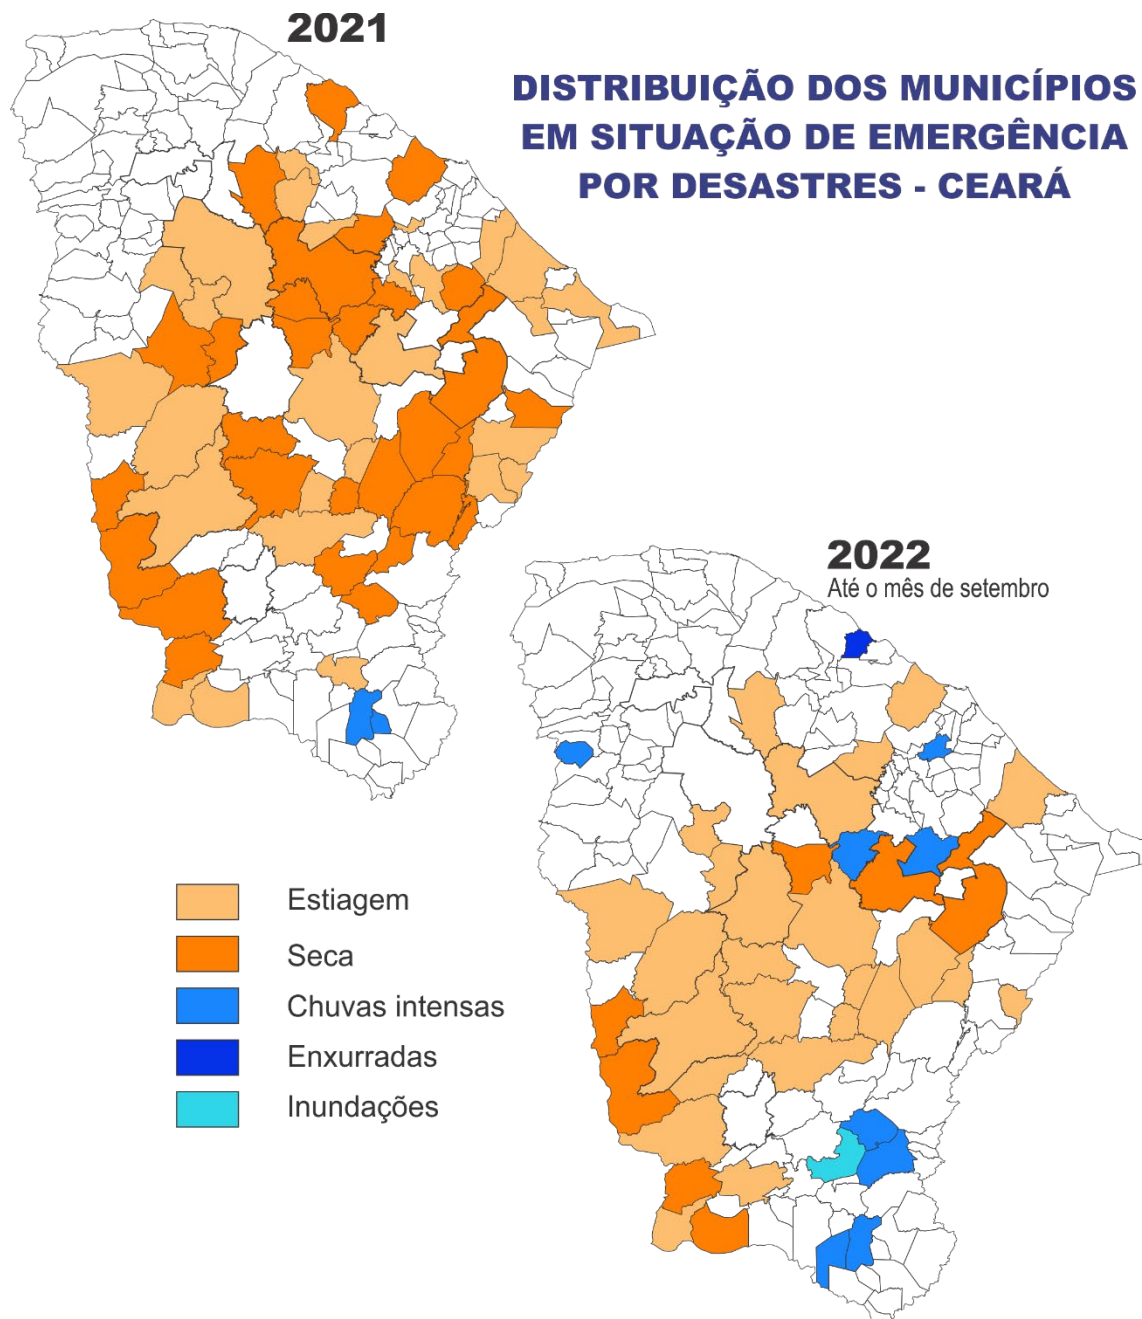 2021
DISTRIBUIÇÃO DOS MUNICÍPIOS
EM SITUAÇÃO DE EMERGÊNCIA
POR DESASTRES - CEARÁ
2022
Até o mês de setembro
Estiagem
Seca
Chuvas intensas
Enxurradas
Inundações